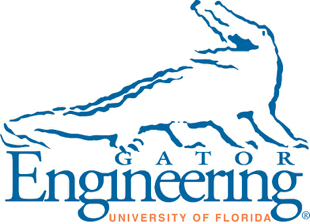 GATOR
Engineering
UNIVERSITY OF FLORIDA ®